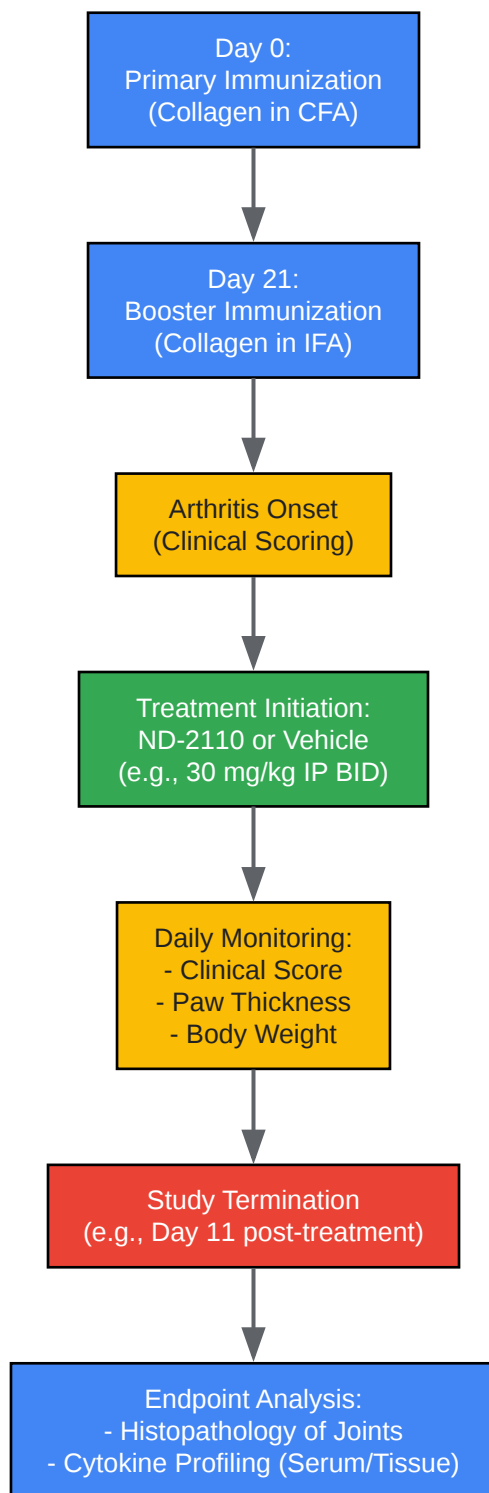 Day 0:
Primary Immunization
(Collagen in CFA)
Day 21:
Booster Immunization
(Collagen in IFA)
Arthritis Onset
(Clinical Scoring)
Treatment Initiation:
ND-2110 or Vehicle
(e.g., 30 mg/kg IP BID)
Daily Monitoring:
- Clinical Score
- Paw Thickness
- Body Weight
Study Termination
(e.g., Day 11 post-treatment)
Endpoint Analysis:
- Histopathology of Joints
- Cytokine Profiling (Serum/Tissue)